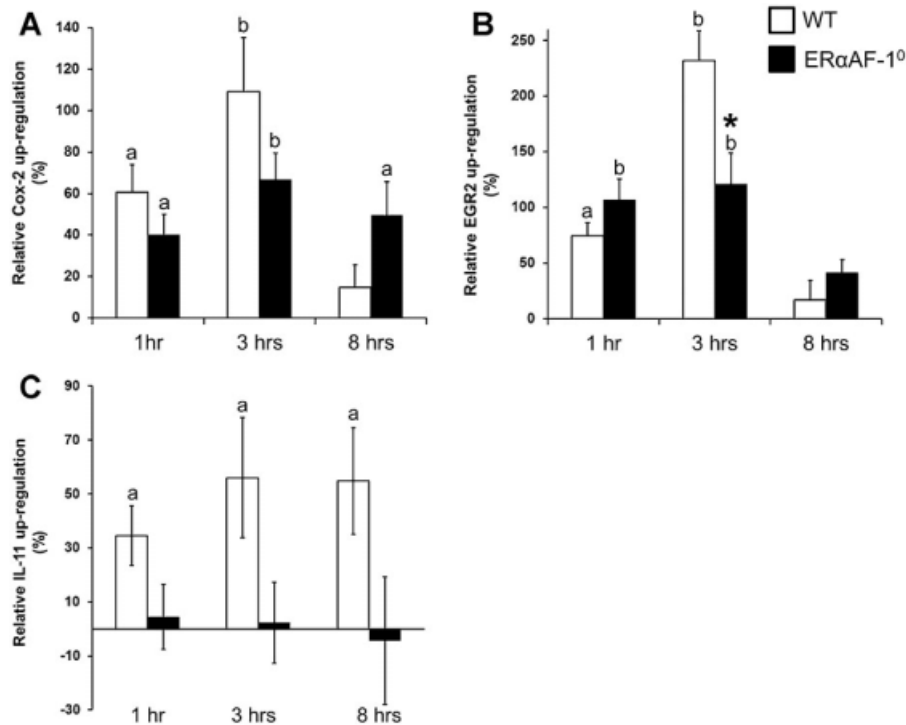 A
Relative Cox-2 up-regulation
(%)
140
120
100
80
60
40
20
0
a
a
b
b
a
1hr
3 hrs
8 hrs
B
Relative EGR2 up-regulation
(%)
250
200
150
100
50
0
a
b
b
*
b
1 hr
3 hrs
8 hrs
WT
ERαAF-1⁰
C
Relative IL-11 up-regulation
(%)
90
70
50
30
10
-10
-30
a
a
a
1 hr
3 hrs
8 hrs